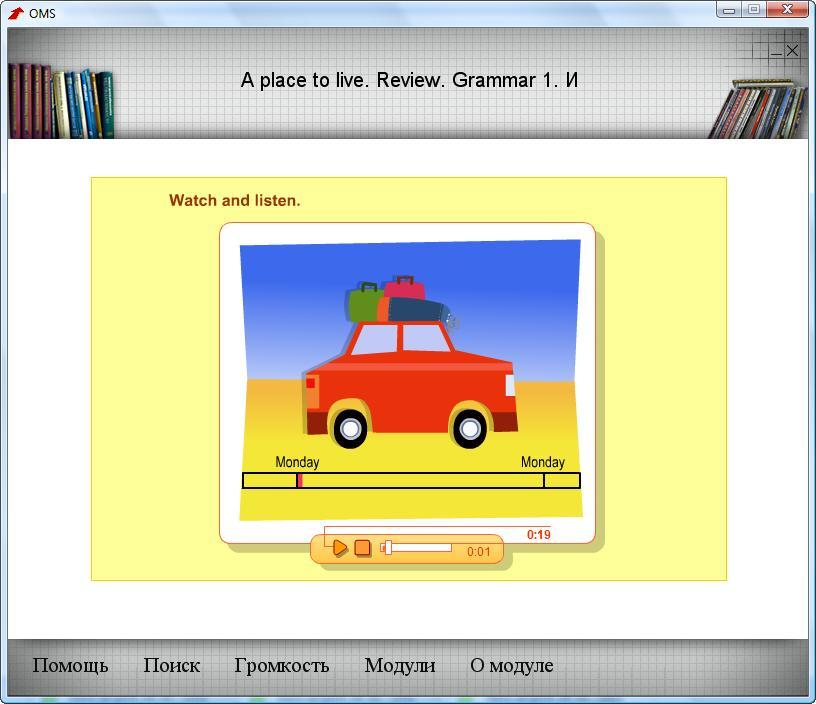 OMS
A place to live. Review. Grammar 1. И
Watch and listen.
Monday Monday
0:19
0:01
Помощь Поиск Громкость Модули О модуле